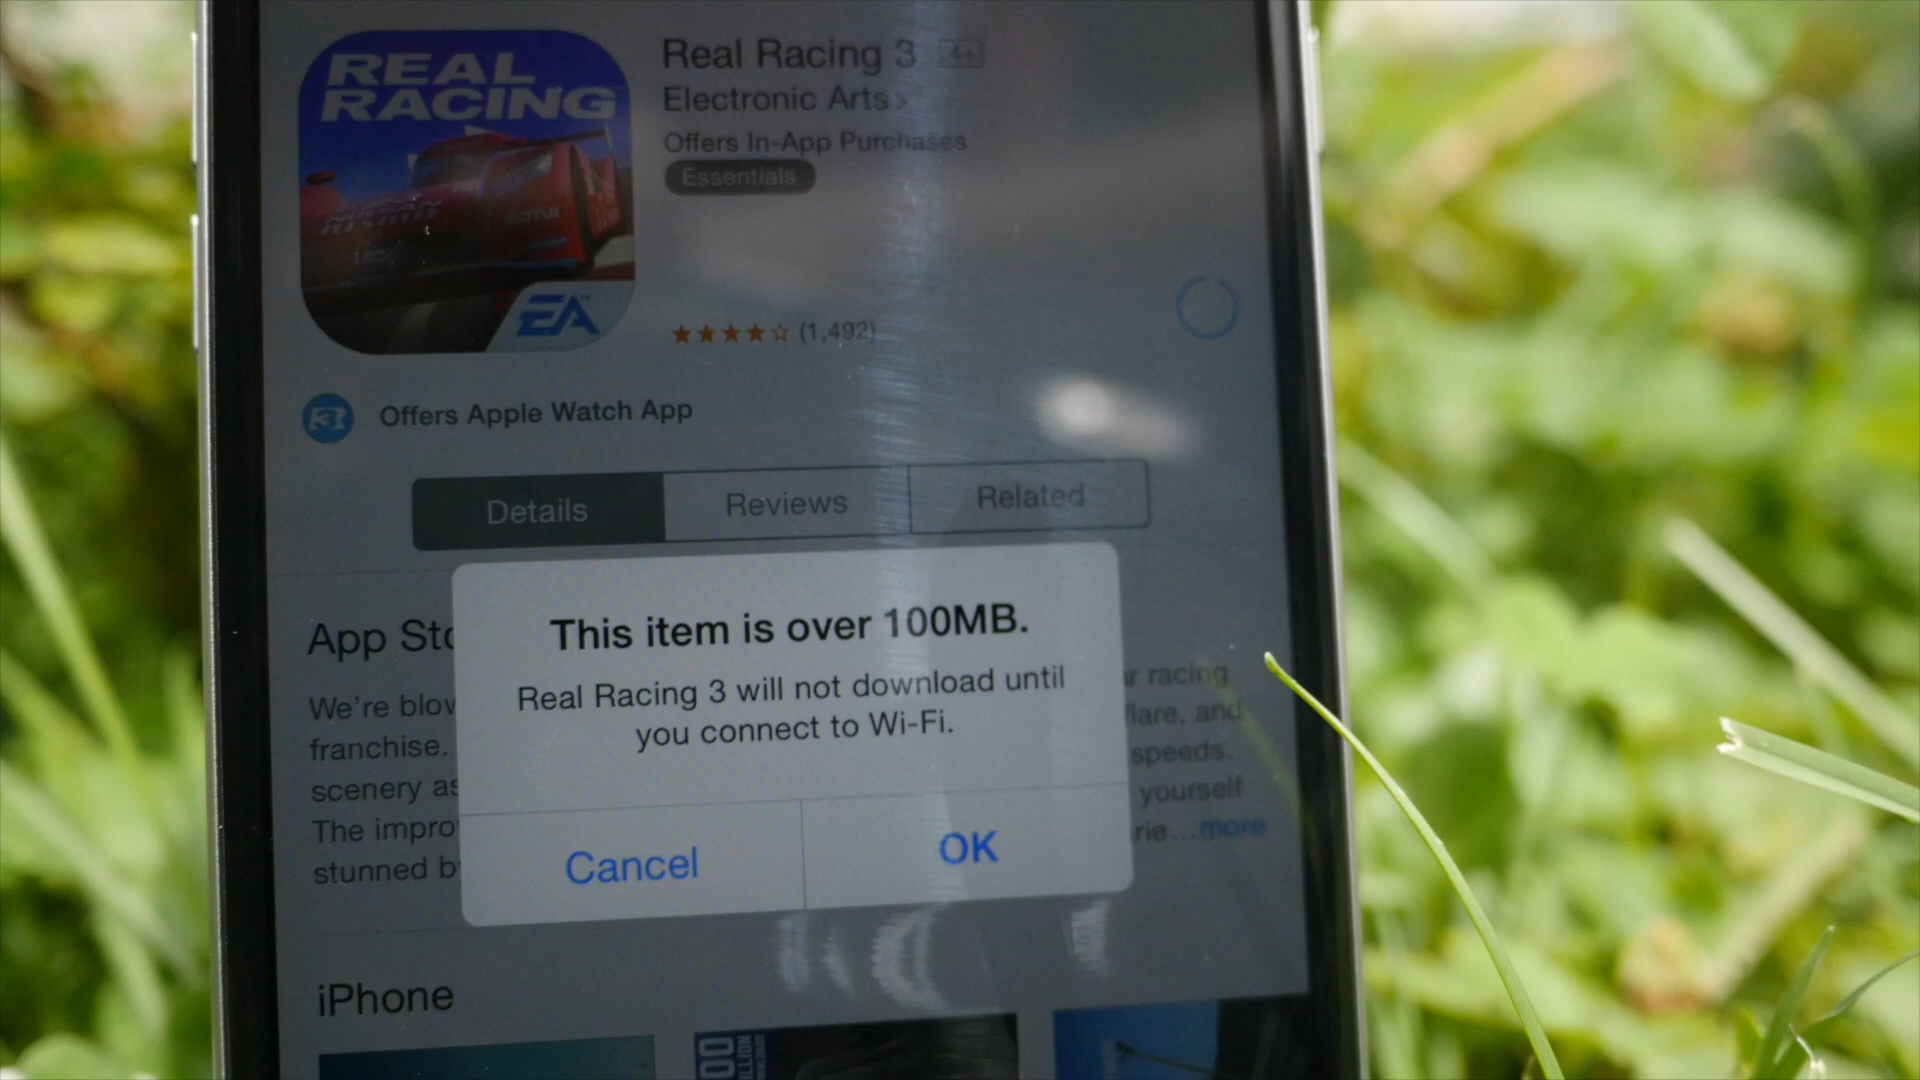 REAL
RACING
EA
Real Racing 3 4+
Electronic Arts >
Offers In-App Purchases
Essentials
★★★★☆ (1,492)
3
Offers Apple Watch App
Details Reviews Related
This item is over 100MB.
Real Racing 3 will not download until
you connect to Wi-Fi.
Cancel OK
App Sto
We're blow
franchise.
scenery as
The impro
stunned b
r racing
flare, and
speeds.
yourself
rie...more
iPhone